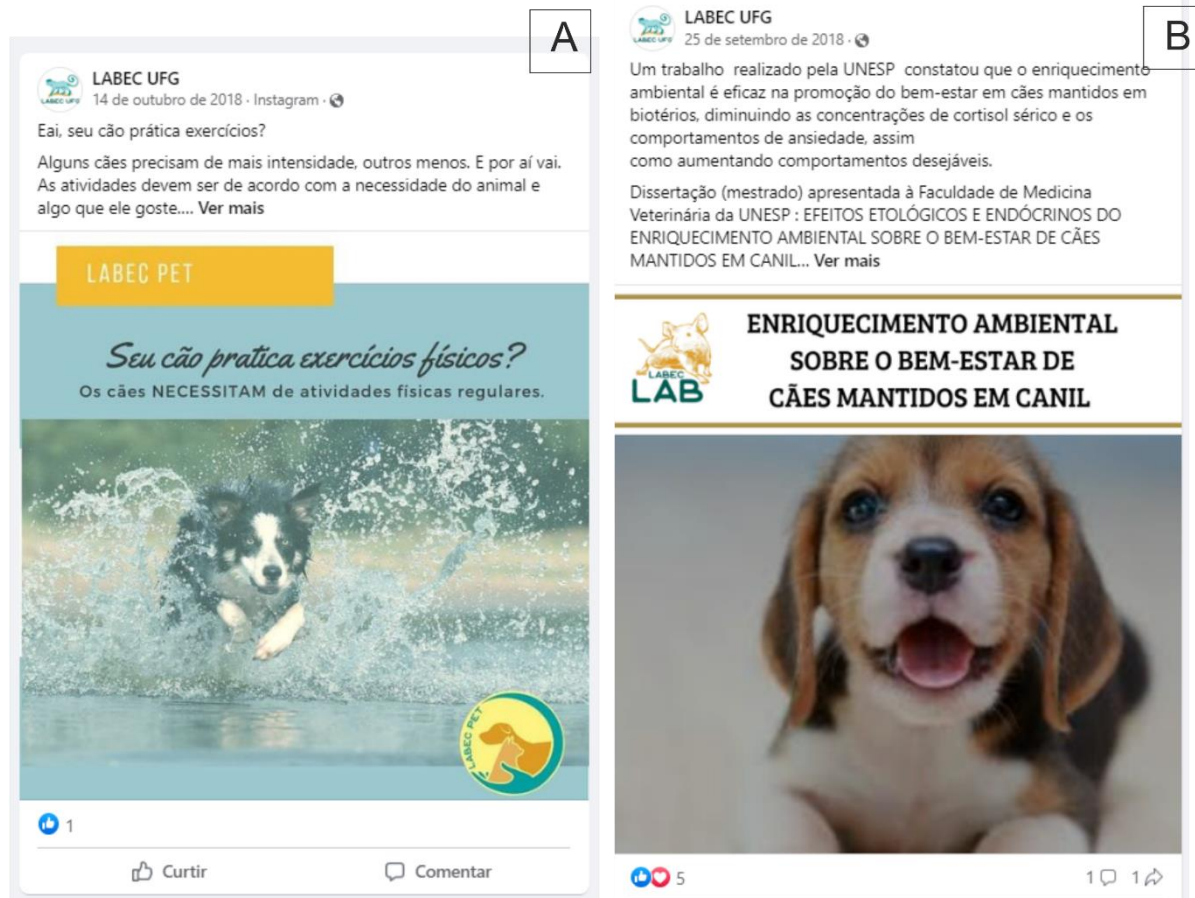 A
LABEC UFG
LABEC UFG
14 de outubro de 2018 · Instagram ·
Eai, seu cão prática exercícios?
Alguns cães precisam de mais intensidade, outros menos. E por aí vai.
As atividades devem ser de acordo com a necessidade do animal e
algo que ele goste.... Ver mais
LABEC PET
Seu cão pratica exercícios físicos?
Os cães NECESSITAM de atividades físicas regulares.
LABEC PET
1
Curtir
Comentar
B
LABEC UFG
LABEC UFG
25 de setembro de 2018 ·
Um trabalho realizado pela UNESP constatou que o enriquecimento
ambiental é eficaz na promoção do bem-estar em cães mantidos em
biotérios, diminuindo as concentrações de cortisol sérico e os
comportamentos de ansiedade, assim
como aumentando comportamentos desejáveis.
Dissertação (mestrado) apresentada à Faculdade de Medicina
Veterinária da UNESP : EFEITOS ETOLÓGICOS E ENDÓCRINOS DO
ENRIQUECIMENTO AMBIENTAL SOBRE O BEM-ESTAR DE CÃES
MANTIDOS EM CANIL... Ver mais
LABEC
LAB
ENRIQUECIMENTO AMBIENTAL
SOBRE O BEM-ESTAR DE
CÃES MANTIDOS EM CANIL
5
1
1